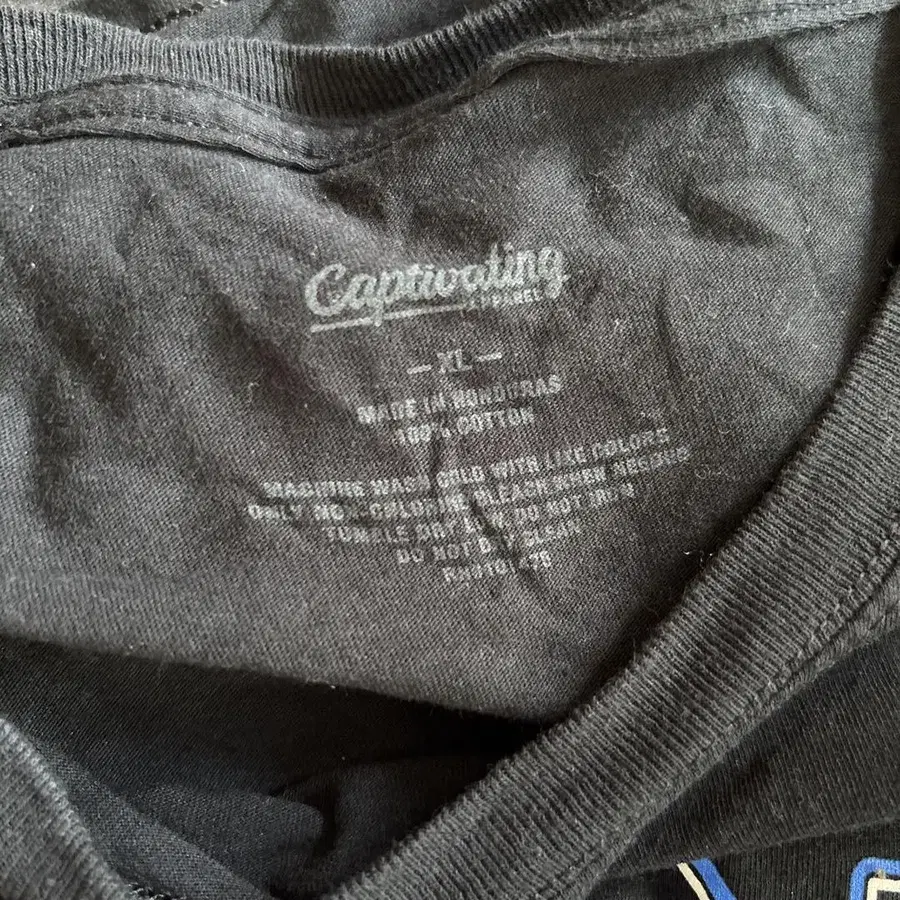 Captivating
APPAREL
— XL —
MADE IN HONDURAS
100% COTTON
MACHINE WASH COLD WITH LIKE COLORS
ONLY NON-CHLORINE BLEACH WHEN NEEDED
TUMBLE DRY LOW DO NOT IRON
DO NOT DRY CLEAN